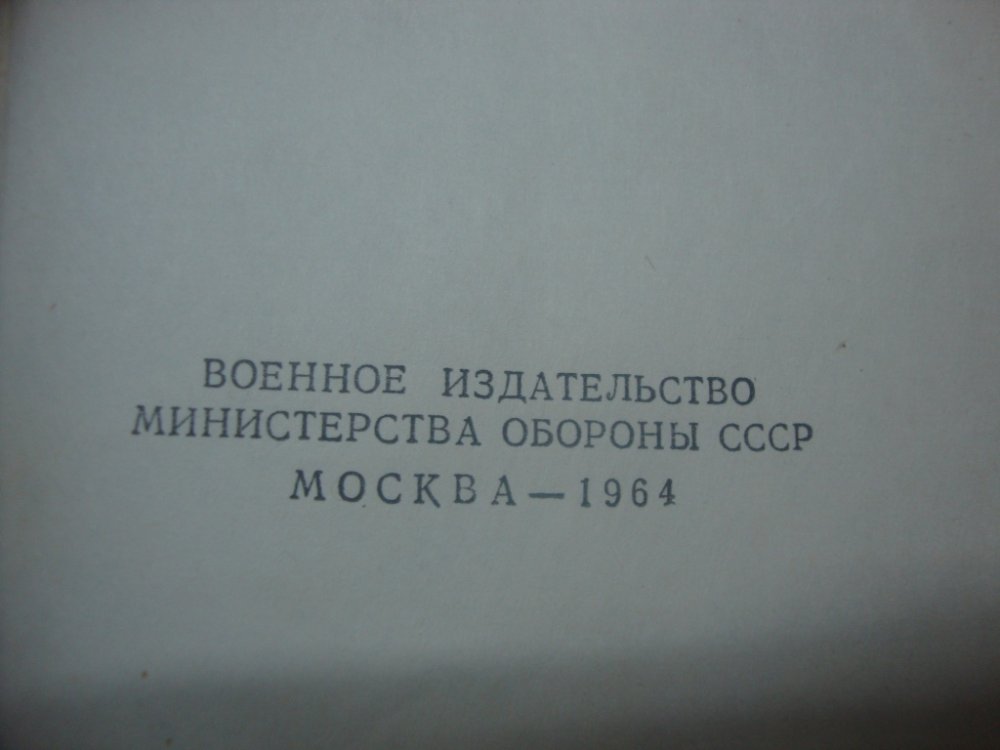 ВОЕННОЕ ИЗДАТЕЛЬСТВО
МИНИСТЕРСТВА ОБОРОНЫ СССР
МОСКВА — 1964